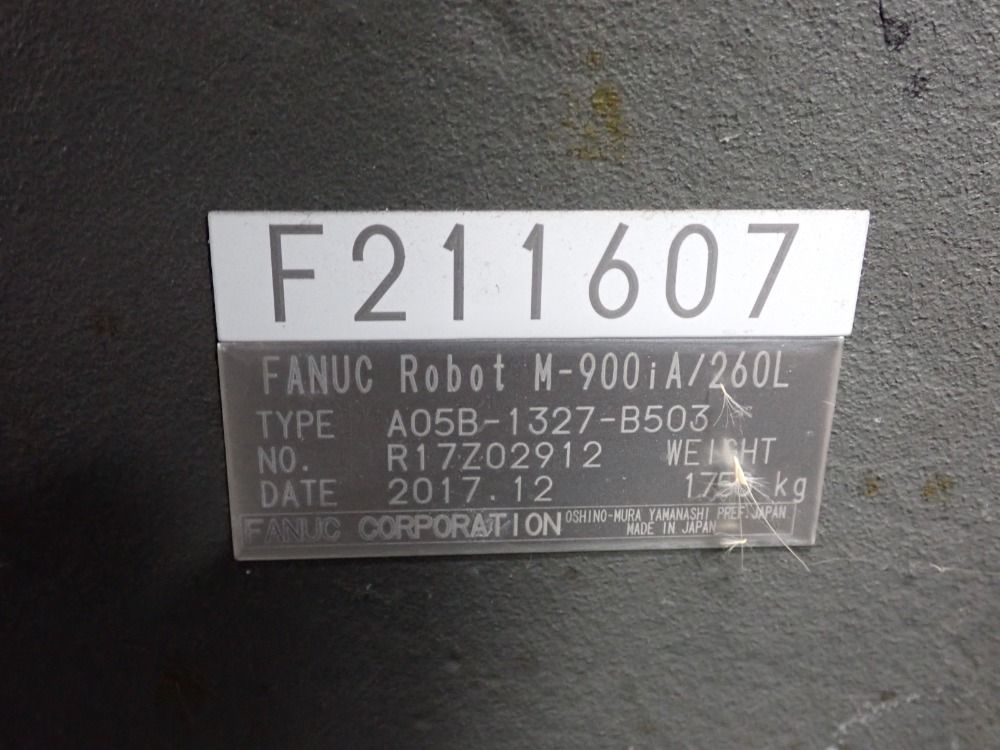 F211607
FANUC Robot M-900iA/260L
TYPE A05B-1327-B503
NO. R17Z02912 WEIGHT
DATE 2017.12 kg
FANUC CORPORATION OSHINO-MURA YAMANASHI PREF. JAPAN
MADE IN JAPAN